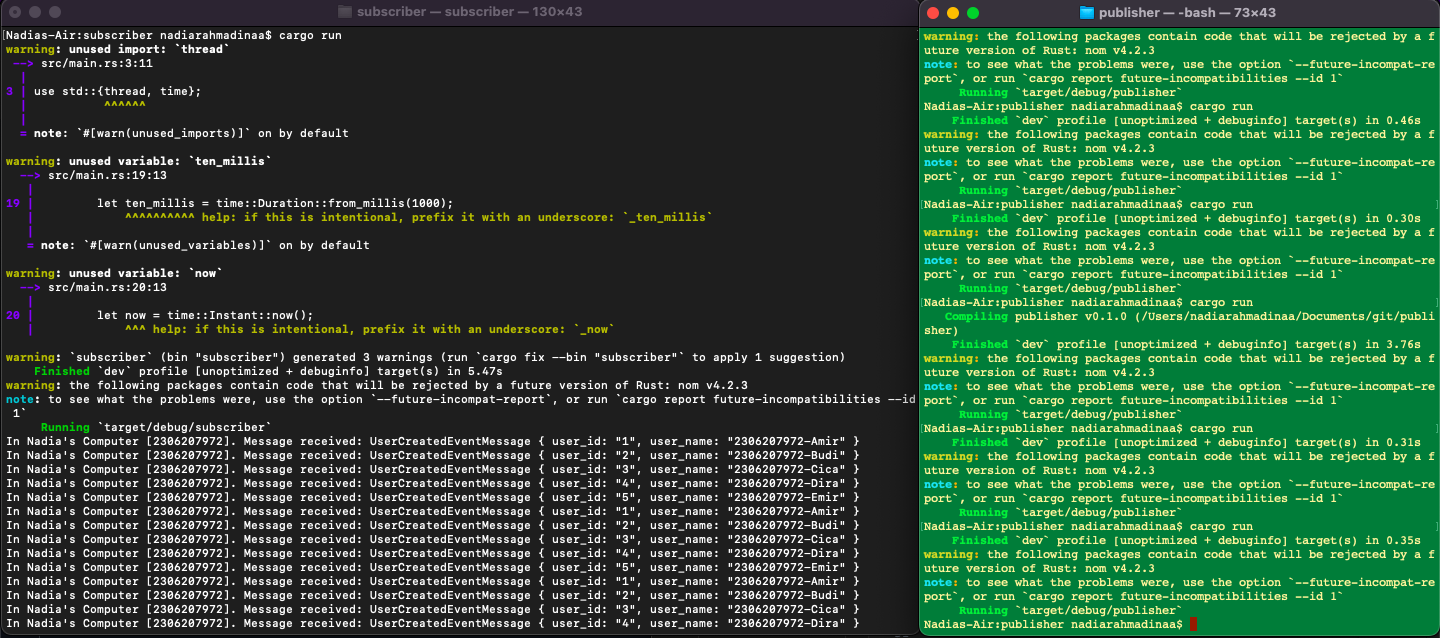 subscriber — subscriber — 130×43
[Nadias-Air:subscriber nadiarahmadinaa$ cargo run
warning: unused import: `thread`
 --> src/main.rs:3:11
  |
3 | use std::{thread, time};
  |           ^^^^^^
  |
  = note: `#[warn(unused_imports)]` on by default
warning: unused variable: `ten_millis`
  --> src/main.rs:19:13
   |
19 |         let ten_millis = time::Duration::from_millis(1000);
   |             ^^^^^^^^^^ help: if this is intentional, prefix it with an underscore: `_ten_millis`
   |
   = note: `#[warn(unused_variables)]` on by default
warning: unused variable: `now`
  --> src/main.rs:20:13
   |
20 |         let now = time::Instant::now();
   |             ^^^ help: if this is intentional, prefix it with an underscore: `_now`
warning: `subscriber` (bin "subscriber") generated 3 warnings (run `cargo fix --bin "subscriber"` to apply 1 suggestion)
    Finished `dev` profile [unoptimized + debuginfo] target(s) in 5.47s
warning: the following packages contain code that will be rejected by a future version of Rust: nom v4.2.3
note: to see what the problems were, use the option `--future-incompat-report`, or run `cargo report future-incompatibilities --id
 1`
     Running `target/debug/subscriber`
In Nadia's Computer [2306207972]. Message received: UserCreatedEventMessage { user_id: "1", user_name: "2306207972-Amir" }
In Nadia's Computer [2306207972]. Message received: UserCreatedEventMessage { user_id: "2", user_name: "2306207972-Budi" }
In Nadia's Computer [2306207972]. Message received: UserCreatedEventMessage { user_id: "3", user_name: "2306207972-Cica" }
In Nadia's Computer [2306207972]. Message received: UserCreatedEventMessage { user_id: "4", user_name: "2306207972-Dira" }
In Nadia's Computer [2306207972]. Message received: UserCreatedEventMessage { user_id: "5", user_name: "2306207972-Emir" }
In Nadia's Computer [2306207972]. Message received: UserCreatedEventMessage { user_id: "1", user_name: "2306207972-Amir" }
In Nadia's Computer [2306207972]. Message received: UserCreatedEventMessage { user_id: "2", user_name: "2306207972-Budi" }
In Nadia's Computer [2306207972]. Message received: UserCreatedEventMessage { user_id: "3", user_name: "2306207972-Cica" }
In Nadia's Computer [2306207972]. Message received: UserCreatedEventMessage { user_id: "4", user_name: "2306207972-Dira" }
In Nadia's Computer [2306207972]. Message received: UserCreatedEventMessage { user_id: "5", user_name: "2306207972-Emir" }
In Nadia's Computer [2306207972]. Message received: UserCreatedEventMessage { user_id: "1", user_name: "2306207972-Amir" }
In Nadia's Computer [2306207972]. Message received: UserCreatedEventMessage { user_id: "2", user_name: "2306207972-Budi" }
In Nadia's Computer [2306207972]. Message received: UserCreatedEventMessage { user_id: "3", user_name: "2306207972-Cica" }
In Nadia's Computer [2306207972]. Message received: UserCreatedEventMessage { user_id: "4", user_name: "2306207972-Dira" }
publisher — -bash — 73×43
warning: the following packages contain code that will be rejected by a f
uture version of Rust: nom v4.2.3
note: to see what the problems were, use the option `--future-incompat-re
port`, or run `cargo report future-incompatibilities --id 1`
     Running `target/debug/publisher`
Nadias-Air:publisher nadiarahmadinaa$ cargo run
    Finished `dev` profile [unoptimized + debuginfo] target(s) in 0.46s
warning: the following packages contain code that will be rejected by a f
uture version of Rust: nom v4.2.3
note: to see what the problems were, use the option `--future-incompat-re
port`, or run `cargo report future-incompatibilities --id 1`
     Running `target/debug/publisher`
[Nadias-Air:publisher nadiarahmadinaa$ cargo run ]
    Finished `dev` profile [unoptimized + debuginfo] target(s) in 0.30s
warning: the following packages contain code that will be rejected by a f
uture version of Rust: nom v4.2.3
note: to see what the problems were, use the option `--future-incompat-re
port`, or run `cargo report future-incompatibilities --id 1`
     Running `target/debug/publisher`
[Nadias-Air:publisher nadiarahmadinaa$ cargo run ]
   Compiling publisher v0.1.0 (/Users/nadiarahmadinaa/Documents/git/publi
sher)
    Finished `dev` profile [unoptimized + debuginfo] target(s) in 3.76s
warning: the following packages contain code that will be rejected by a f
uture version of Rust: nom v4.2.3
note: to see what the problems were, use the option `--future-incompat-re
port`, or run `cargo report future-incompatibilities --id 1`
     Running `target/debug/publisher`
[Nadias-Air:publisher nadiarahmadinaa$ cargo run ]
    Finished `dev` profile [unoptimized + debuginfo] target(s) in 0.31s
warning: the following packages contain code that will be rejected by a f
uture version of Rust: nom v4.2.3
note: to see what the problems were, use the option `--future-incompat-re
port`, or run `cargo report future-incompatibilities --id 1`
     Running `target/debug/publisher`
[Nadias-Air:publisher nadiarahmadinaa$ cargo run ]
    Finished `dev` profile [unoptimized + debuginfo] target(s) in 0.35s
warning: the following packages contain code that will be rejected by a f
uture version of Rust: nom v4.2.3
note: to see what the problems were, use the option `--future-incompat-re
port`, or run `cargo report future-incompatibilities --id 1`
     Running `target/debug/publisher`
Nadias-Air:publisher nadiarahmadinaa$